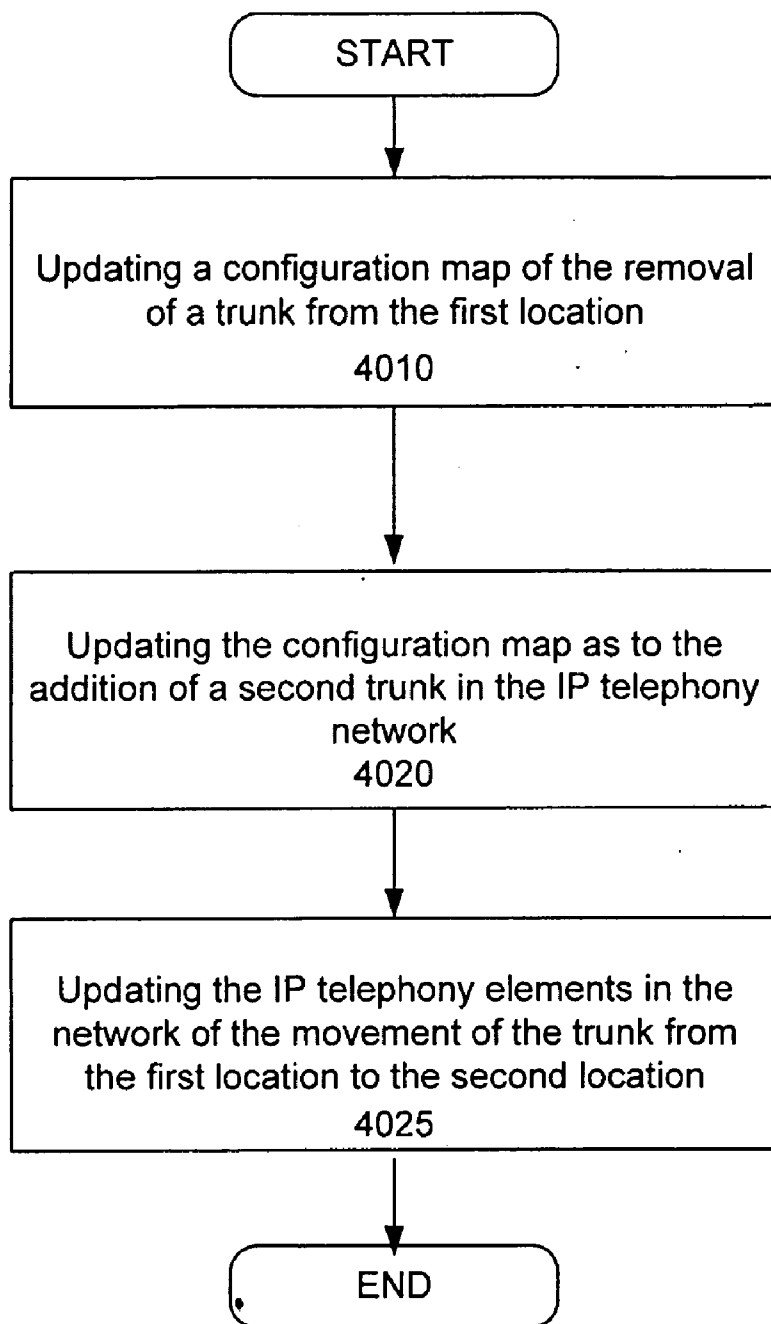 START
Updating a configuration map of the removal
of a trunk from the first location
4010
Updating the configuration map as to the
addition of a second trunk in the IP telephony
network
4020
Updating the IP telephony elements in the
network of the movement of the trunk from
the first location to the second location
4025
END